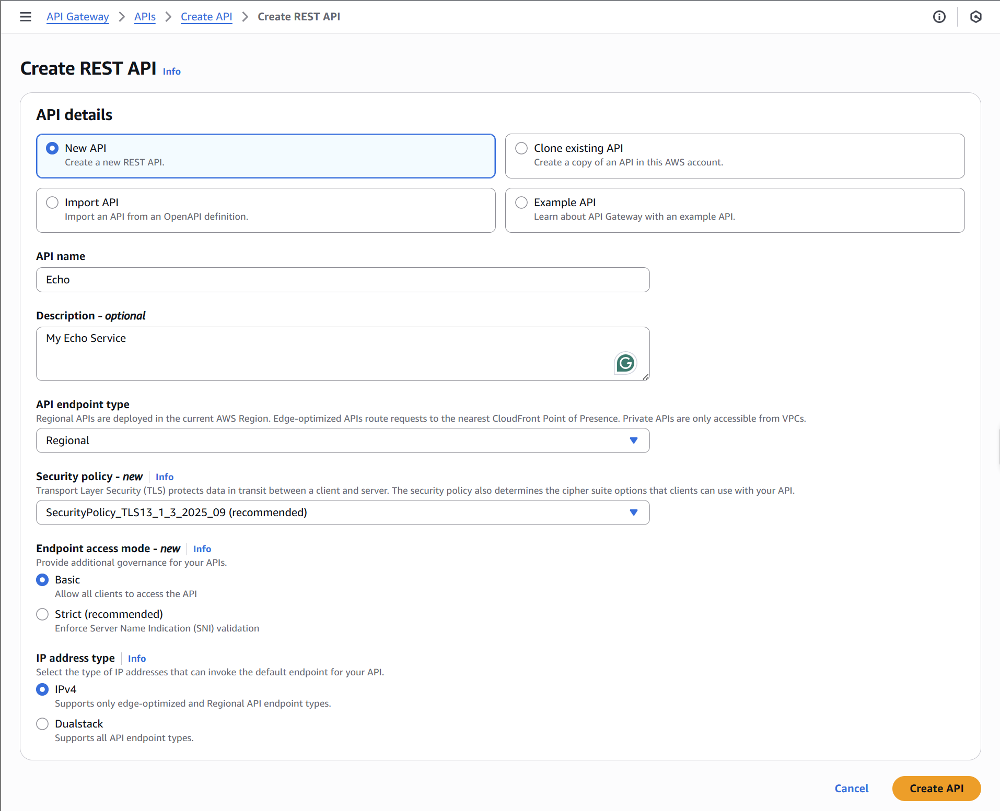 API Gateway > APIs > Create API > Create REST API
Create REST API Info
API details
New API
Create a new REST API.
Clone existing API
Create a copy of an API in this AWS account.
Import API
Import an API from an OpenAPI definition.
Example API
Learn about API Gateway with an example API.
API name
Echo
Description - optional
My Echo Service
API endpoint type
Regional APIs are deployed in the current AWS Region. Edge-optimized APIs route requests to the nearest CloudFront Point of Presence. Private APIs are only accessible from VPCs.
Regional
Security policy - new Info
Transport Layer Security (TLS) protects data in transit between a client and server. The security policy also determines the cipher suite options that clients can use with your API.
SecurityPolicy_TLS13_1_3_2025_09 (recommended)
Endpoint access mode - new Info
Provide additional governance for your APIs.
Basic
Allow all clients to access the API
Strict (recommended)
Enforce Server Name Indication (SNI) validation
IP address type Info
Select the type of IP addresses that can invoke the default endpoint for your API.
IPv4
Supports only edge-optimized and Regional API endpoint types.
Dualstack
Supports all API endpoint types.
Cancel Create API